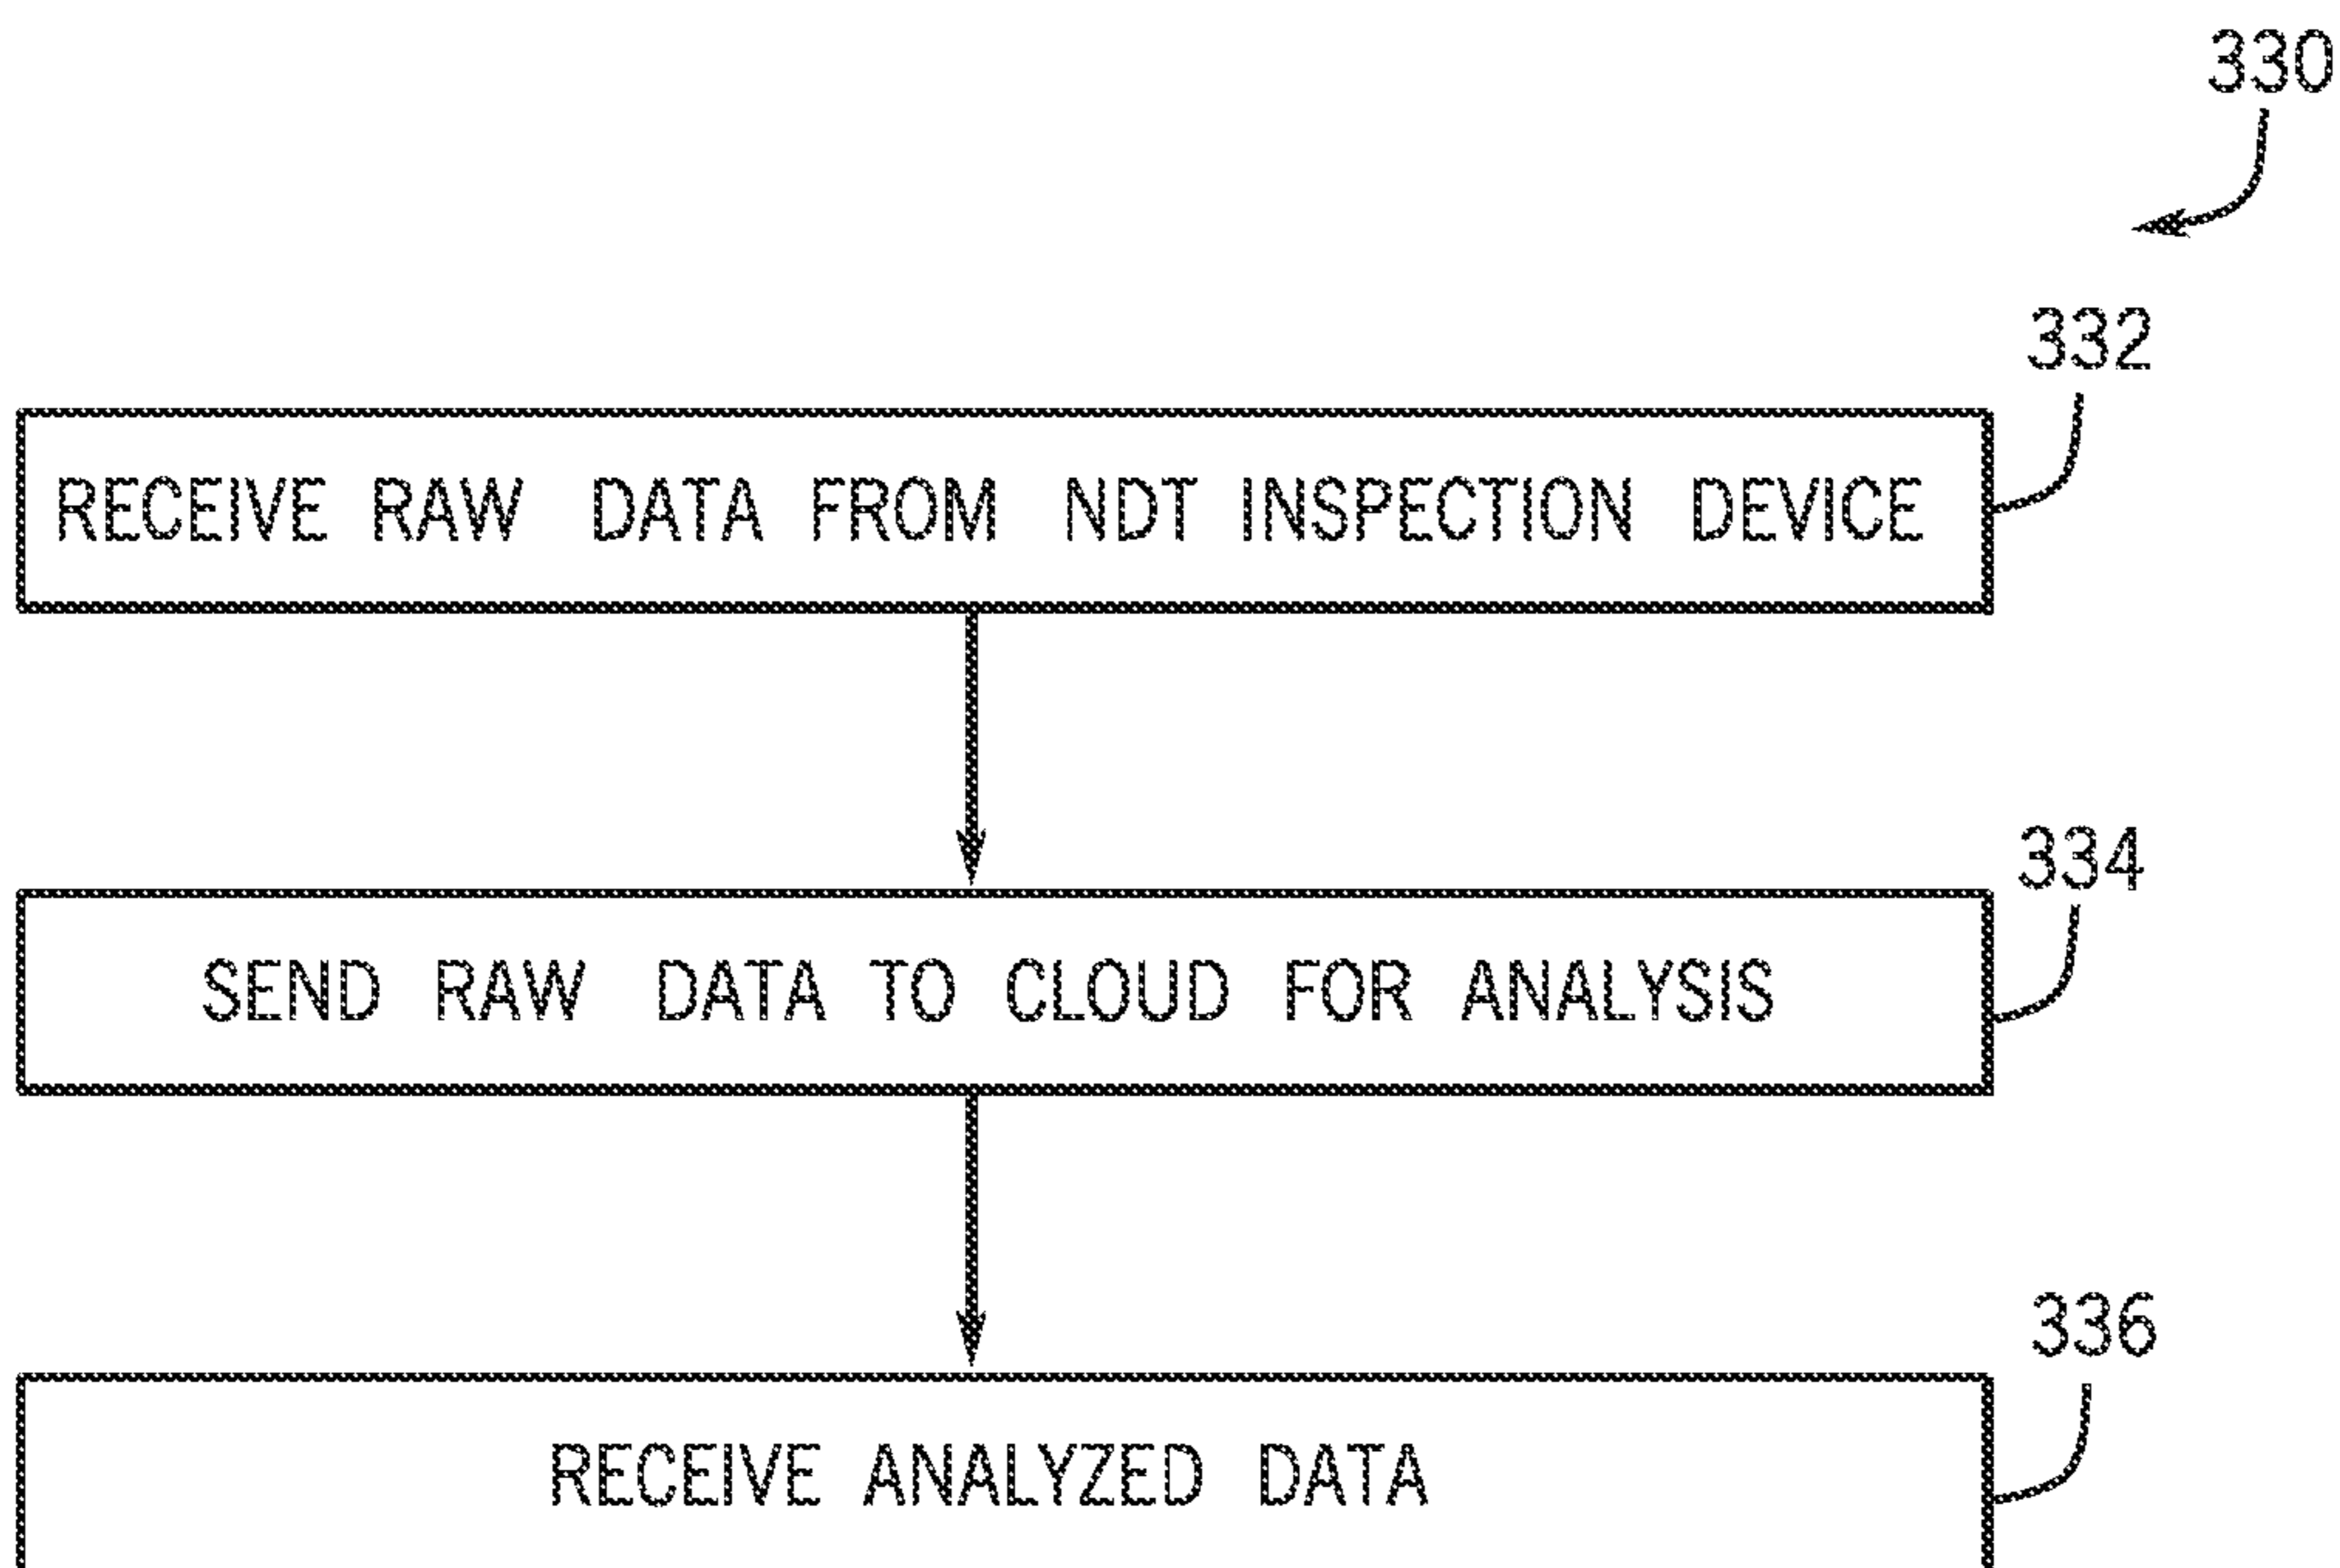 330
332
RECEIVE RAW DATA FROM NDT INSPECTION DEVICE
334
SEND RAW DATA TO CLOUD FOR ANALYSIS
336
RECEIVE ANALYZED DATA